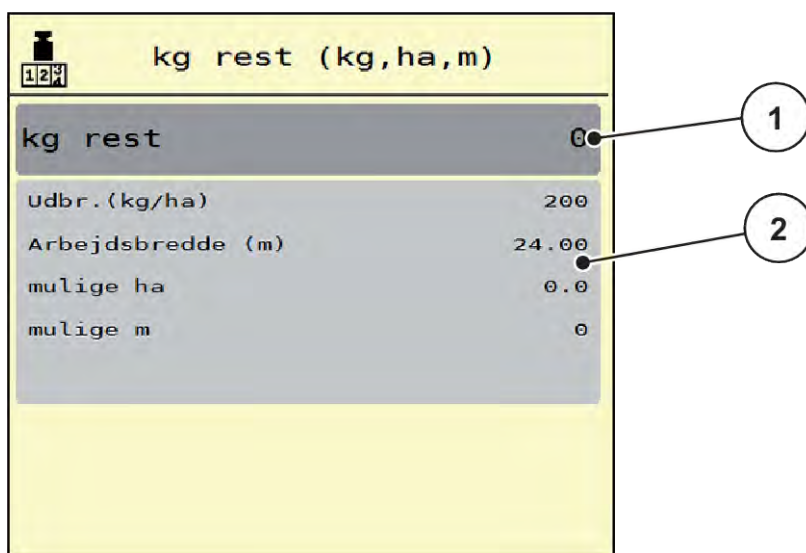 kg rest (kg,ha,m)
kg rest 0
Udbr.(kg/ha) 200
Arbejdsbredde (m) 24.00
mulige ha 0.0
mulige m 0
1
2